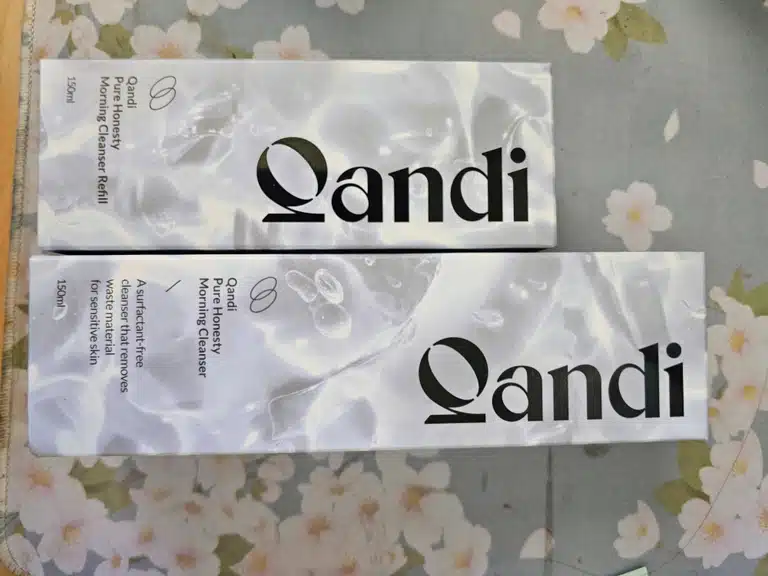 Qandi
Qandi
Pure Honesty
Morning Cleanser Refill
150ml
Qandi
Qandi
Pure Honesty
Morning Cleanser
A surfactant-free
cleanser that removes
waste material
for sensitive skin
150ml